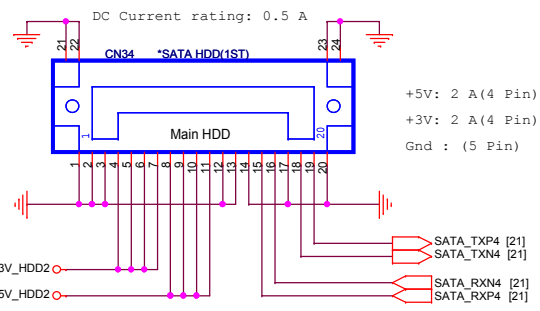 DC Current rating: 0.5 A
21
22
23
24
CN34 *SATA HDD(1ST)
+5V: 2 A(4 Pin)
+3V: 2 A(4 Pin)
Gnd : (5 Pin)
1
20
Main HDD
1
2
3
4
5
6
7
8
9
10
11
12
13
14
15
16
17
18
19
20
SATA_TXP4 [21]
SATA_TXN4 [21]
3V_HDD2
SATA_RXN4 [21]
5V_HDD2
SATA_RXP4 [21]